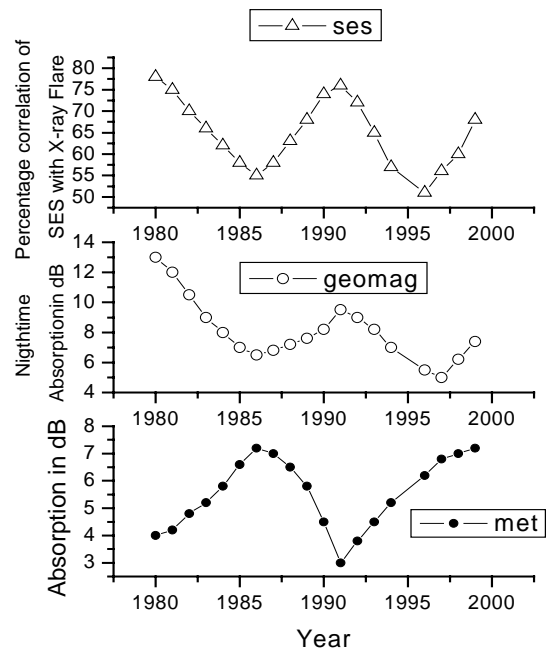 ses
Percentage correlation of
SES with X-ray Flare
80
75
70
65
60
55
50
1980 1985 1990 1995 2000
geomag
Nigthtime
Absorptionin dB
14
12
10
8
6
4
1980 1985 1990 1995 2000
met
Absorption in dB
8
7
6
5
4
3
1980 1985 1990 1995 2000
Year